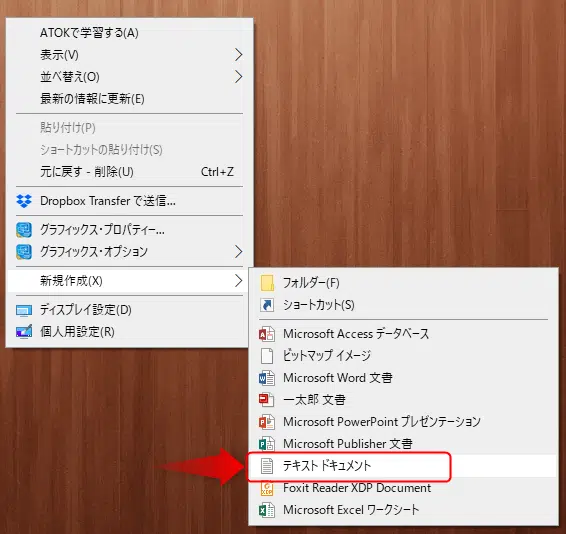 ATOKで学習する(A)
表示(V)
並べ替え(O)
最新の情報に更新(E)
貼り付け(P)
ショートカットの貼り付け(S)
元に戻す - 削除(U) Ctrl+Z
Dropbox Transfer で送信...
グラフィックス・プロパティー...
グラフィックス・オプション
新規作成(X)
ディスプレイ設定(D)
個人用設定(R)
フォルダー(F)
ショートカット(S)
Microsoft Access データベース
ビットマップ イメージ
Microsoft Word 文書
一太郎 文書
Microsoft PowerPoint プレゼンテーション
Microsoft Publisher 文書
テキスト ドキュメント
Foxit Reader XDP Document
Microsoft Excel ワークシート